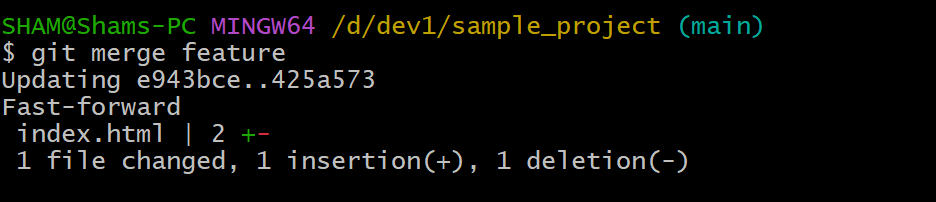 SHAM@Shams-PC MINGW64 /d/dev1/sample_project (main)
$ git merge feature
Updating e943bce..425a573
Fast-forward
 index.html | 2 +-
 1 file changed, 1 insertion(+), 1 deletion(-)